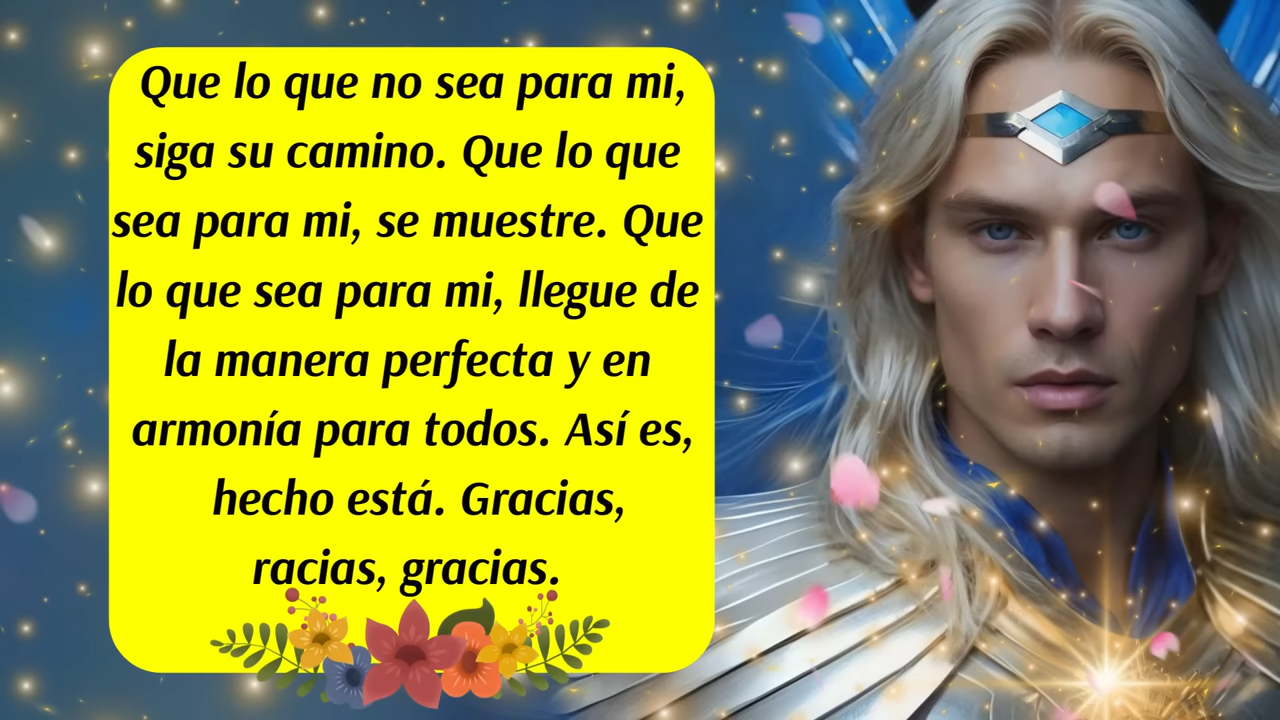 Que lo que no sea para mi,
siga su camino. Que lo que
sea para mi, se muestre. Que
lo que sea para mi, llegue de
la manera perfecta y en
armonía para todos. Así es,
hecho está. Gracias,
racias, gracias.